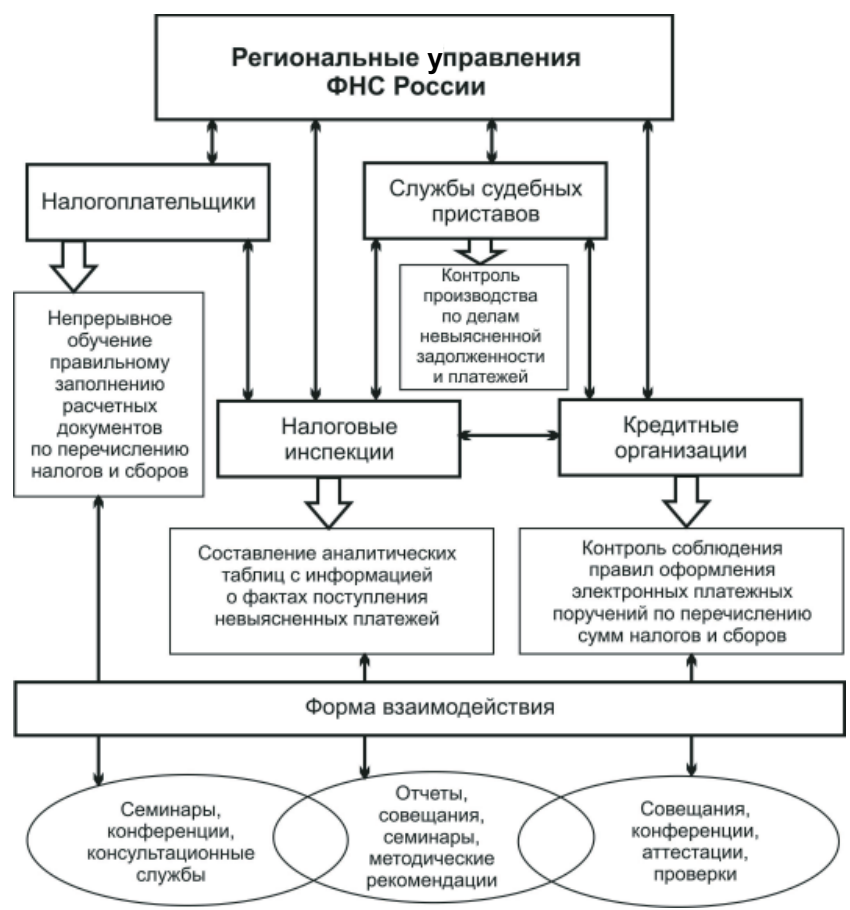 Региональные управления
ФНС России
Налогоплательщики
Службы судебных
приставов
Непрерывное
обучение
правильному
заполнению
расчетных
документов
по перечислению
налогов и сборов
Контроль
производства
по делам
невыясненной
задолженности
и платежей
Налоговые
инспекции
Кредитные
организации
Составление аналитических
таблиц с информацией
о фактах поступления
невыясненных платежей
Контроль соблюдения
правил оформления
электронных платежных
поручений по перечислению
сумм налогов и сборов
Форма взаимодействия
Семинары,
конференции,
консультационные
службы
Отчеты,
совещания,
семинары,
методические
рекомендации
Совещания,
конференции,
аттестации,
проверки